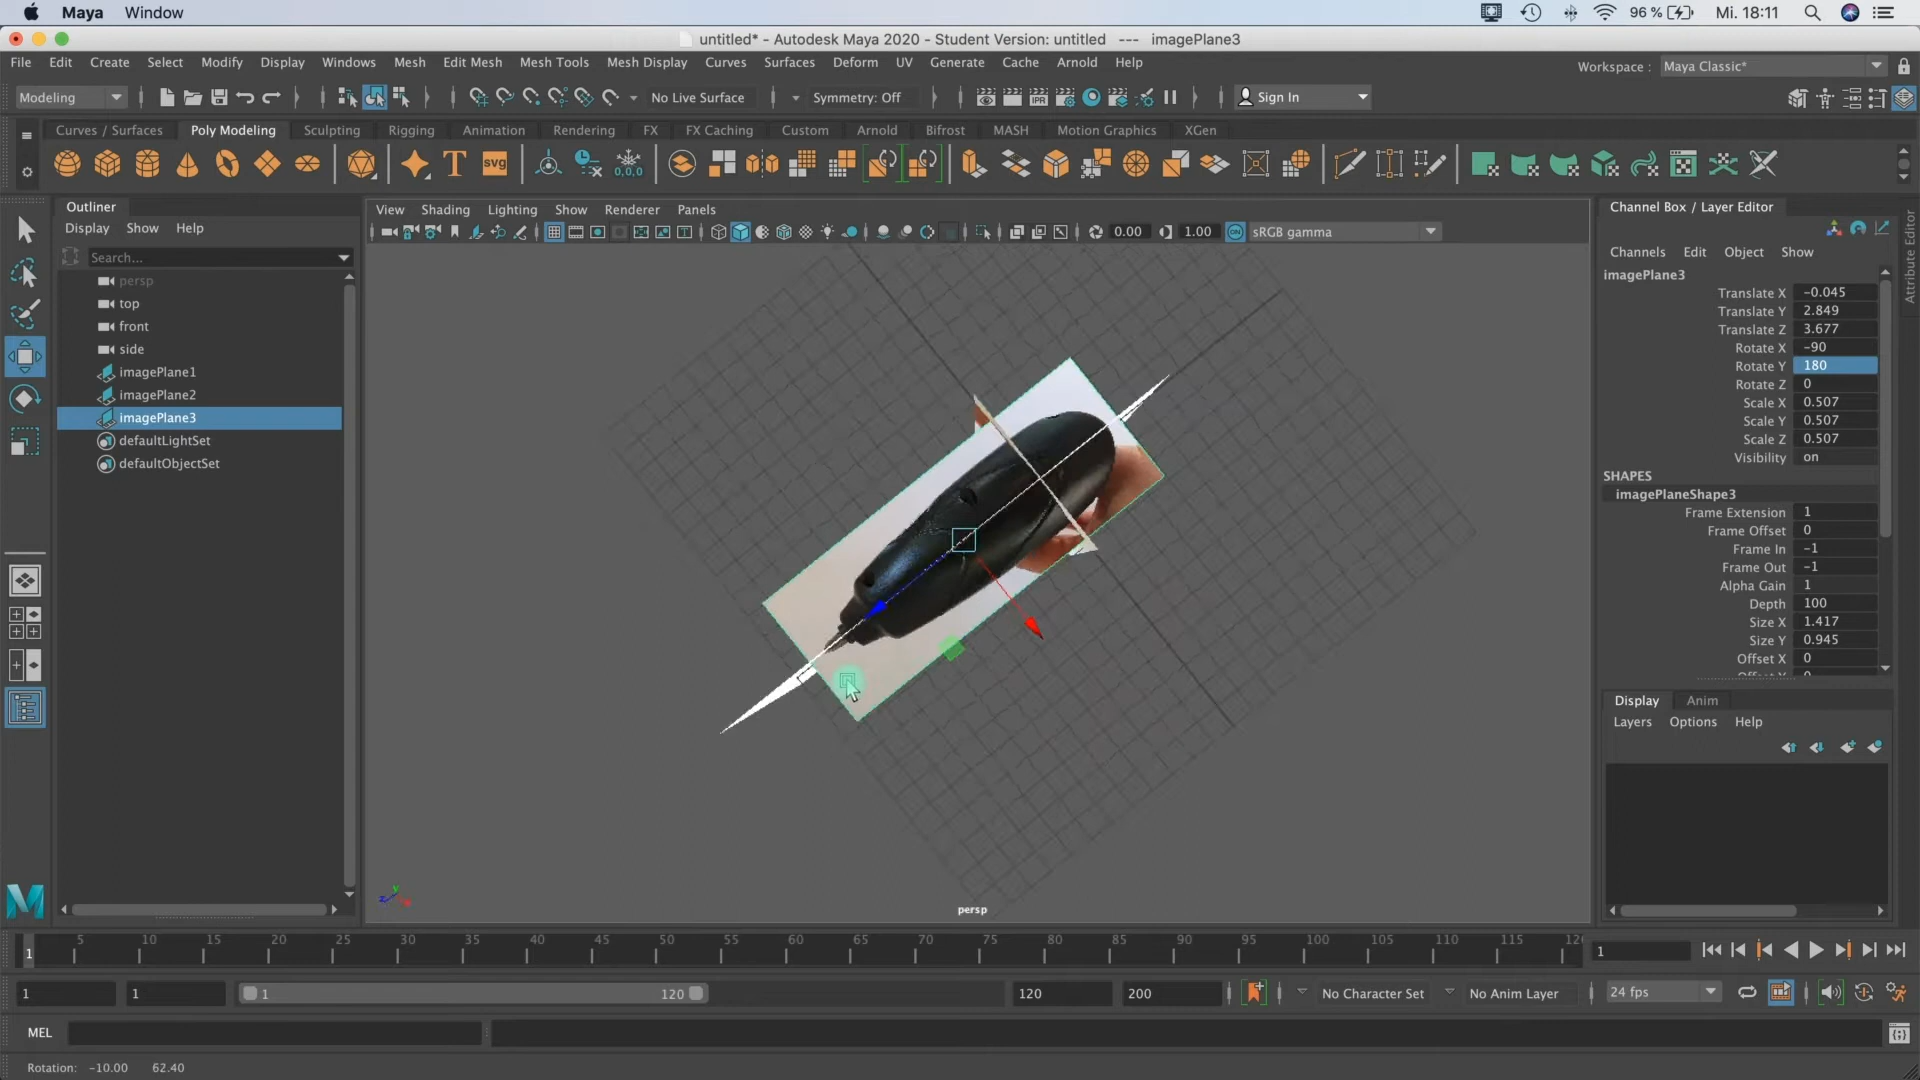 Maya Window 96 % Mi. 18:11
untitled* - Autodesk Maya 2020 - Student Version: untitled --- imagePlane3
File Edit Create Select Modify Display Windows Mesh Edit Mesh Mesh Tools Mesh Display Curves Surfaces Deform UV Generate Cache Arnold Help Workspace : Maya Classic*
Modeling No Live Surface Symmetry: Off IPR Sign In
Curves / Surfaces Poly Modeling Sculpting Rigging Animation Rendering FX FX Caching Custom Arnold Bifrost MASH Motion Graphics XGen
T svg 0,0,0
Outliner
Display Show Help
Search...
persp
top
front
side
imagePlane1
imagePlane2
imagePlane3
defaultLightSet
defaultObjectSet
View Shading Lighting Show Renderer Panels
0.00 1.00 ON sRGB gamma
persp
Channel Box / Layer Editor
Channels Edit Object Show
imagePlane3
Translate X -0.045
Translate Y 2.849
Translate Z 3.677
Rotate X -90
Rotate Y 180
Rotate Z 0
Scale X 0.507
Scale Y 0.507
Scale Z 0.507
Visibility on
SHAPES
imagePlaneShape3
Frame Extension 1
Frame Offset 0
Frame In -1
Frame Out -1
Alpha Gain 1
Depth 100
Size X 1.417
Size Y 0.945
Offset X 0
Attribute Editor
Display Anim
Layers Options Help
1 5 10 15 20 25 30 35 40 45 50 55 60 65 70 75 80 85 90 95 100 105 110 115 1
1 1 1 120 120 200 No Character Set No Anim Layer 24 fps
MEL
Rotation: -10.00 62.40